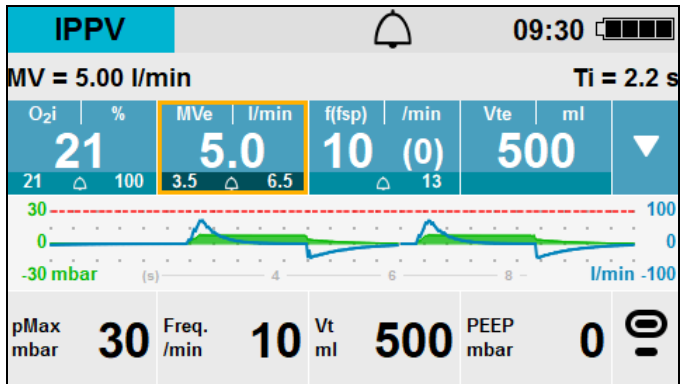 IPPV 09:30
MV = 5.00 l/min Ti = 2.2 s
O₂i % MVe l/min f(fsp) /min Vte ml
21 5.0 10 (0) 500
21 100 3.5 6.5 13
30 100
0 0
-30 mbar (s) 4 6 8 l/min -100
pMax mbar 30 Freq. /min 10 Vt ml 500 PEEP mbar 0